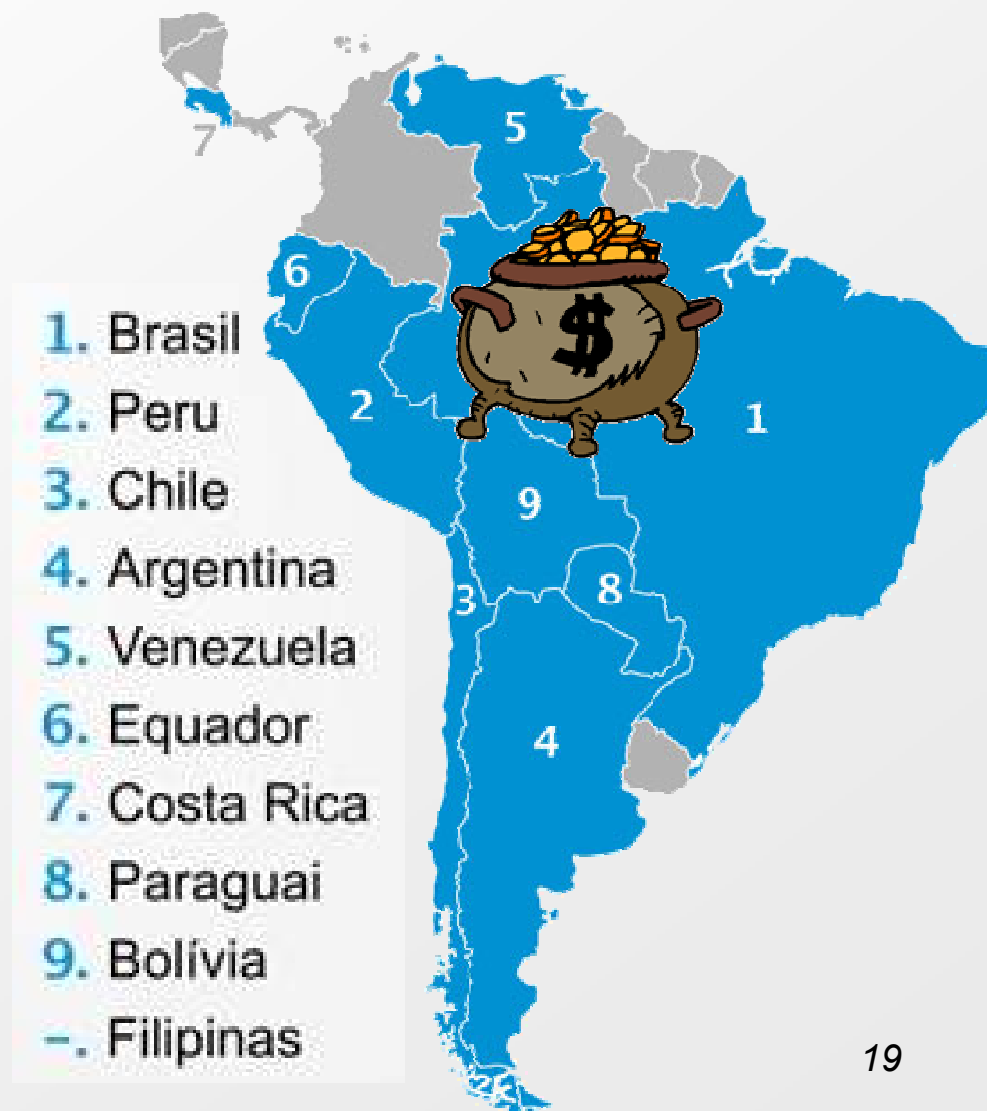 7
5
6
1. Brasil
2. Peru
3. Chile
4. Argentina
5. Venezuela
6. Equador
7. Costa Rica
8. Paraguai
9. Bolívia
-. Filipinas
$
2
1
9
8
3
4
19